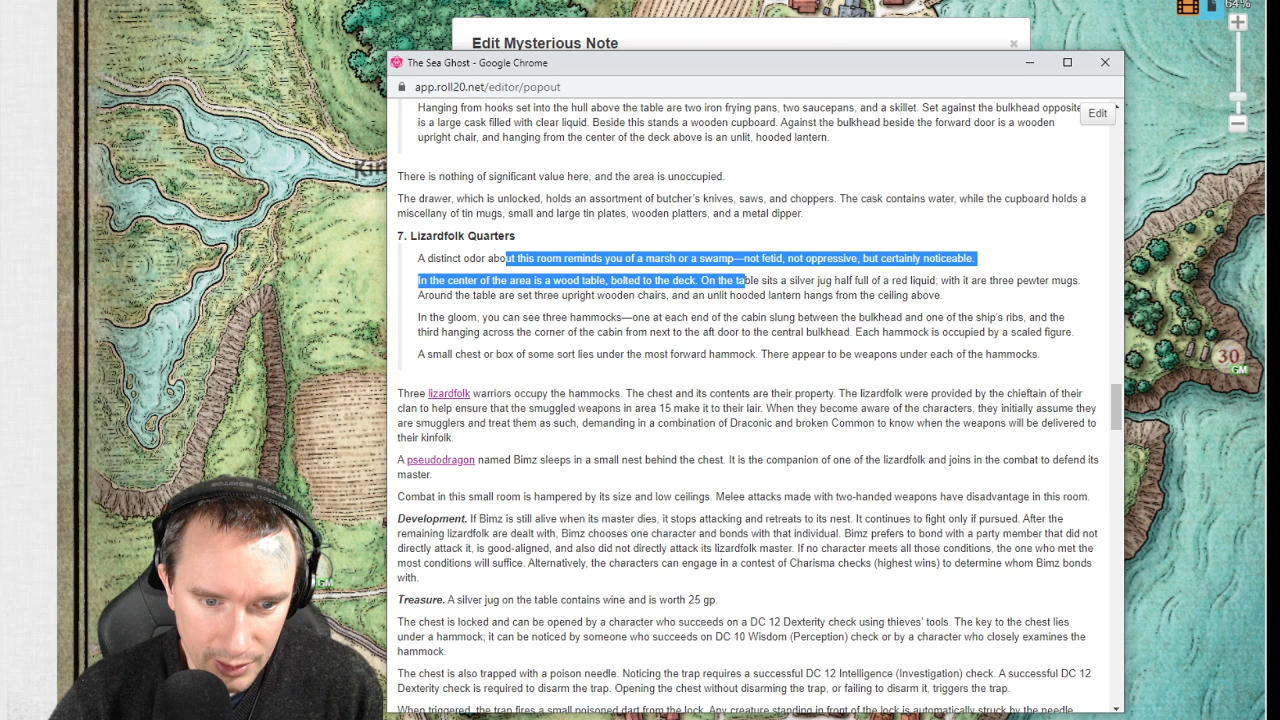 64%
Edit Mysterious Note
×
The Sea Ghost - Google Chrome
app.roll20.net/editor/popout
Edit
Hanging from hooks set into the hull above the table are two iron frying pans, two saucepans, and a skillet. Set against the bulkhead opposite
is a large cask filled with clear liquid. Beside this stands a wooden cupboard. Against the bulkhead beside the forward door is a wooden
upright chair, and hanging from the center of the deck above is an unlit, hooded lantern.
There is nothing of significant value here, and the area is unoccupied.
The drawer, which is unlocked, holds an assortment of butcher's knives, saws, and choppers. The cask contains water, while the cupboard holds a
miscellany of tin mugs, small and large tin plates, wooden platters, and a metal dipper.
7. Lizardfolk Quarters
A distinct odor about this room reminds you of a marsh or a swamp—not fetid, not oppressive, but certainly noticeable.
In the center of the area is a wood table, bolted to the deck. On the table sits a silver jug half full of a red liquid; with it are three pewter mugs.
Around the table are set three upright wooden chairs, and an unlit hooded lantern hangs from the ceiling above.
In the gloom, you can see three hammocks—one at each end of the cabin slung between the bulkhead and one of the ship's ribs, and the
third hanging across the corner of the cabin from next to the aft door to the central bulkhead. Each hammock is occupied by a scaled figure.
A small chest or box of some sort lies under the most forward hammock. There appear to be weapons under each of the hammocks.
Three lizardfolk warriors occupy the hammocks. The chest and its contents are their property. The lizardfolk were provided by the chieftain of their
clan to help ensure that the smuggled weapons in area 15 make it to their lair. When they become aware of the characters, they initially assume they
are smugglers and treat them as such, demanding in a combination of Draconic and broken Common to know when the weapons will be delivered to
their kinfolk.
A pseudodragon named Bimz sleeps in a small nest behind the chest. It is the companion of one of the lizardfolk and joins in the combat to defend its
master.
Combat in this small room is hampered by its size and low ceilings. Melee attacks made with two-handed weapons have disadvantage in this room.
Development. If Bimz is still alive when its master dies, it stops attacking and retreats to its nest. It continues to fight only if pursued. After the
remaining lizardfolk are dealt with, Bimz chooses one character and bonds with that individual. Bimz prefers to bond with a party member that did not
directly attack it, is good-aligned, and also did not directly attack its lizardfolk master. If no character meets all those conditions, the one who met the
most conditions will suffice. Alternatively, the characters can engage in a contest of Charisma checks (highest wins) to determine whom Bimz bonds
with.
Treasure. A silver jug on the table contains wine and is worth 25 gp.
The chest is locked and can be opened by a character who succeeds on a DC 12 Dexterity check using thieves' tools. The key to the chest lies
under a hammock; it can be noticed by someone who succeeds on DC 10 Wisdom (Perception) check or by a character who closely examines the
hammock.
The chest is also trapped with a poison needle. Noticing the trap requires a successful DC 12 Intelligence (Investigation) check. A successful DC 12
Dexterity check is required to disarm the trap. Opening the chest without disarming the trap, or failing to disarm it, triggers the trap.
When triggered, the trap fires a small poisoned dart from the lock. Any creature standing in front of the lock is automatically struck by the needle
30
GM
GM